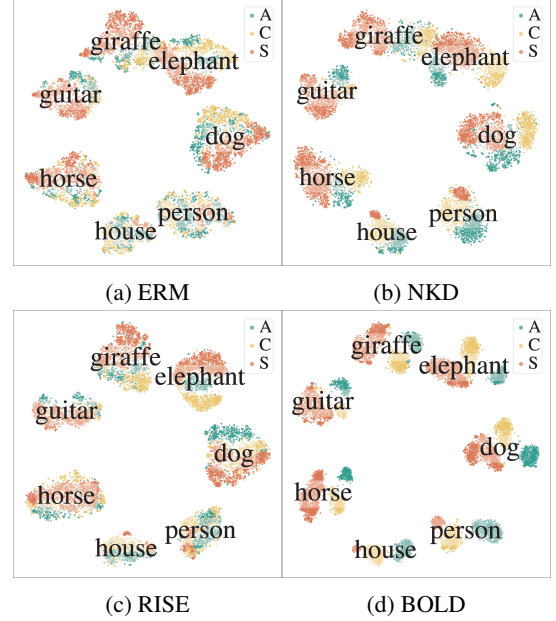 A
C
S
giraffe
elephant
guitar
dog
horse
person
house
(a) ERM
A
C
S
giraffe
elephant
guitar
dog
horse
person
house
(b) NKD
A
C
S
giraffe
elephant
guitar
dog
horse
person
house
(c) RISE
A
C
S
giraffe
elephant
guitar
dog
horse
person
house
(d) BOLD